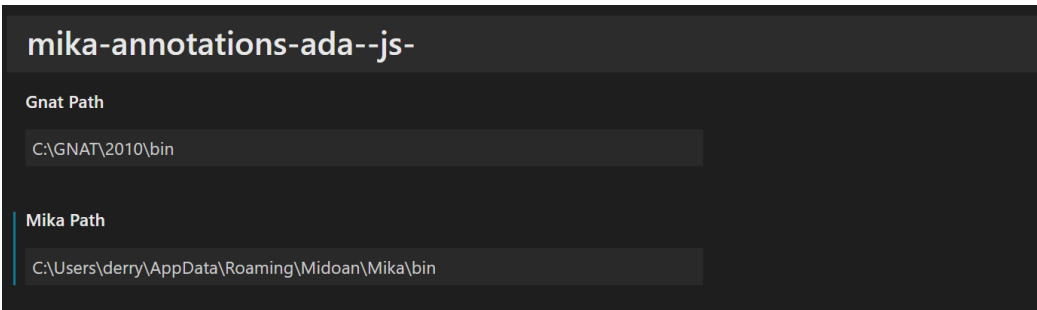 mika-annotations-ada--js-
Gnat Path
C:\GNAT\2010\bin
Mika Path
C:\Users\derry\AppData\Roaming\Midoan\Mika\bin